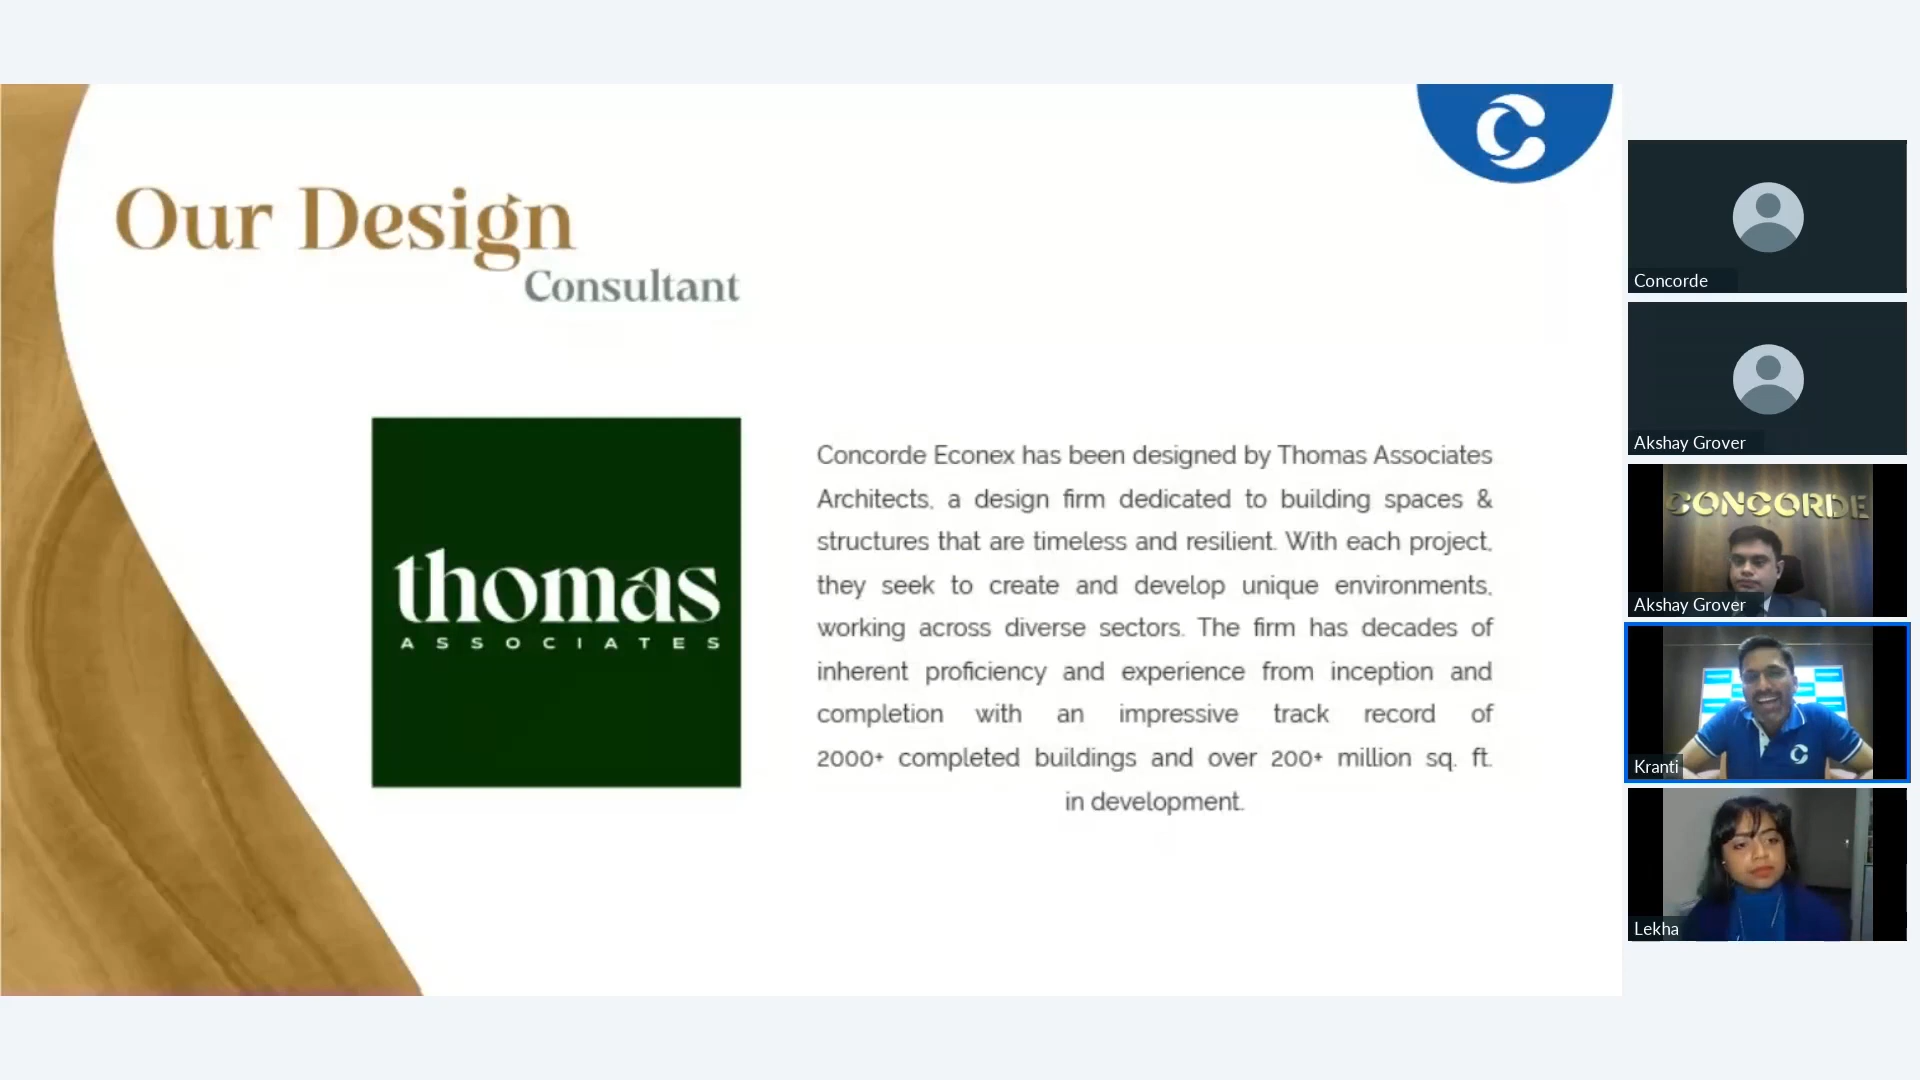 Our Design
Consultant
thomas
ASSOCIATES
Concorde Econex has been designed by Thomas Associates
Architects, a design firm dedicated to building spaces &
structures that are timeless and resilient. With each project,
they seek to create and develop unique environments,
working across diverse sectors. The firm has decades of
inherent proficiency and experience from inception and
completion with an impressive track record of
2000+ completed buildings and over 200+ million sq. ft.
in development.
Concorde
Akshay Grover
CONCORDE
Akshay Grover
Kranti
Lekha